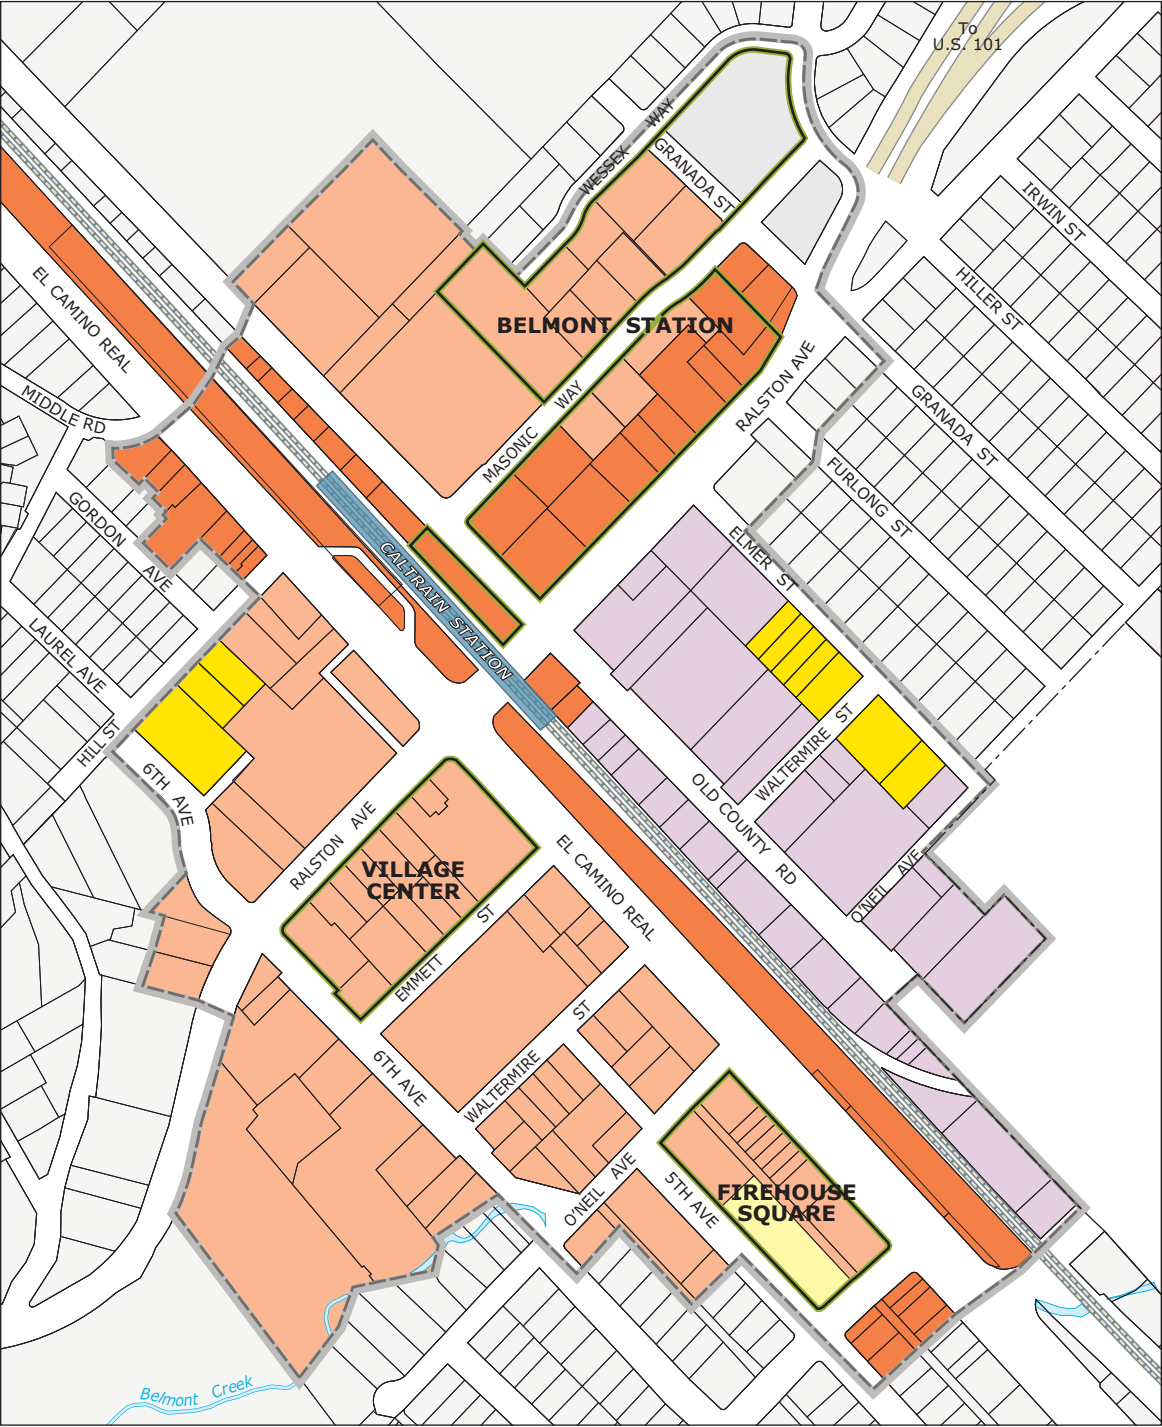 To
U.S. 101
WESSEX WAY
GRANADA ST
IRWIN ST
HILLER ST
EL CAMINO REAL
BELMONT STATION
RALSTON AVE
GRANADA ST
MIDDLE RD
MASONIC WAY
FURLONG ST
GORDON AVE
ELMER ST
CALTRAIN STATION
LAUREL AVE
HILL ST
6TH AVE
WALTERMIRE ST
OLD COUNTY RD
RALSTON AVE
EL CAMINO REAL
VILLAGE
CENTER
O'NEIL AVE
EMMETT ST
6TH AVE
WALTERMIRE ST
O'NEIL AVE
5TH AVE
FIREHOUSE
SQUARE
Belmont Creek